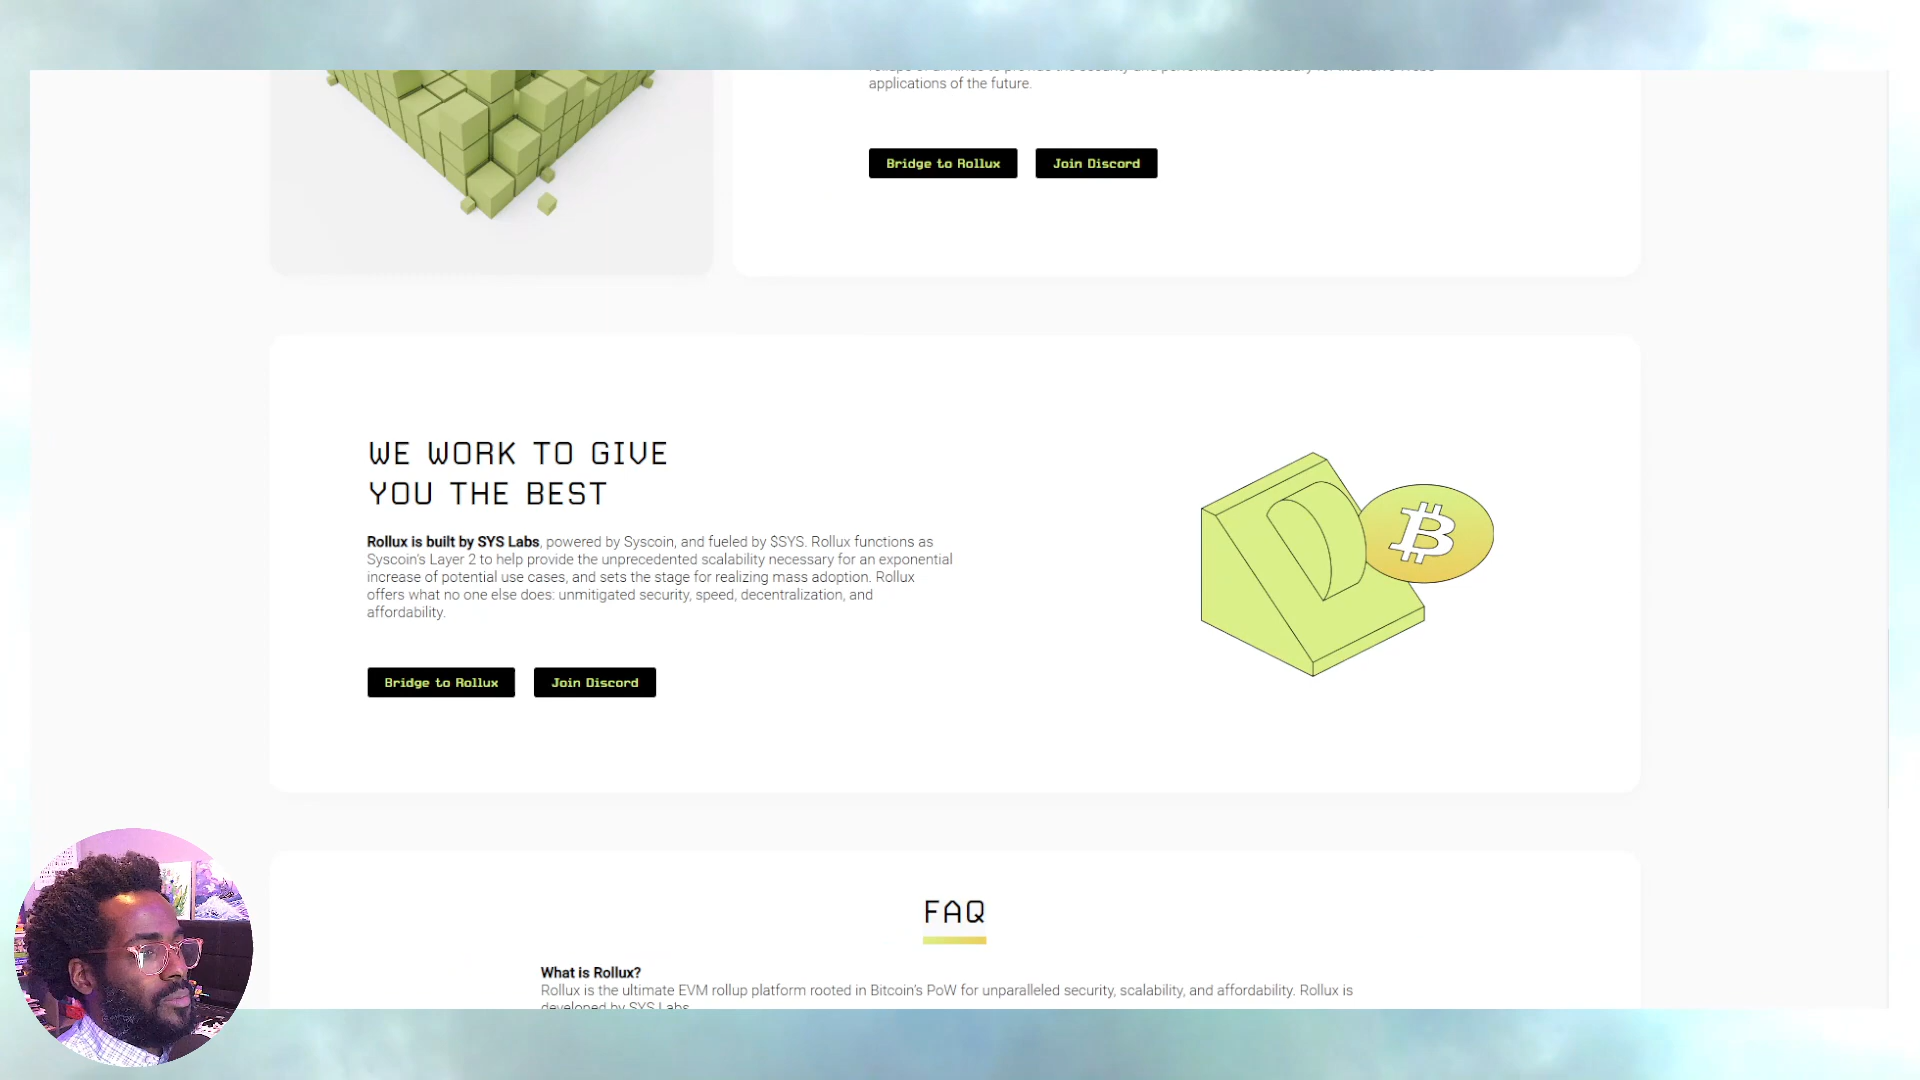 applications of the future.
Bridge to Rollux
Join Discord
WE WORK TO GIVE
YOU THE BEST
Rollux is built by SYS Labs, powered by Syscoin, and fueled by $SYS. Rollux functions as
Syscoin's Layer 2 to help provide the unprecedented scalability necessary for an exponential
increase of potential use cases, and sets the stage for realizing mass adoption. Rollux
offers what no one else does: unmitigated security, speed, decentralization, and
affordability.
Bridge to Rollux
Join Discord
FAQ
What is Rollux?
Rollux is the ultimate EVM rollup platform rooted in Bitcoin's PoW for unparalleled security, scalability, and affordability. Rollux is
developed by SYS Labs.